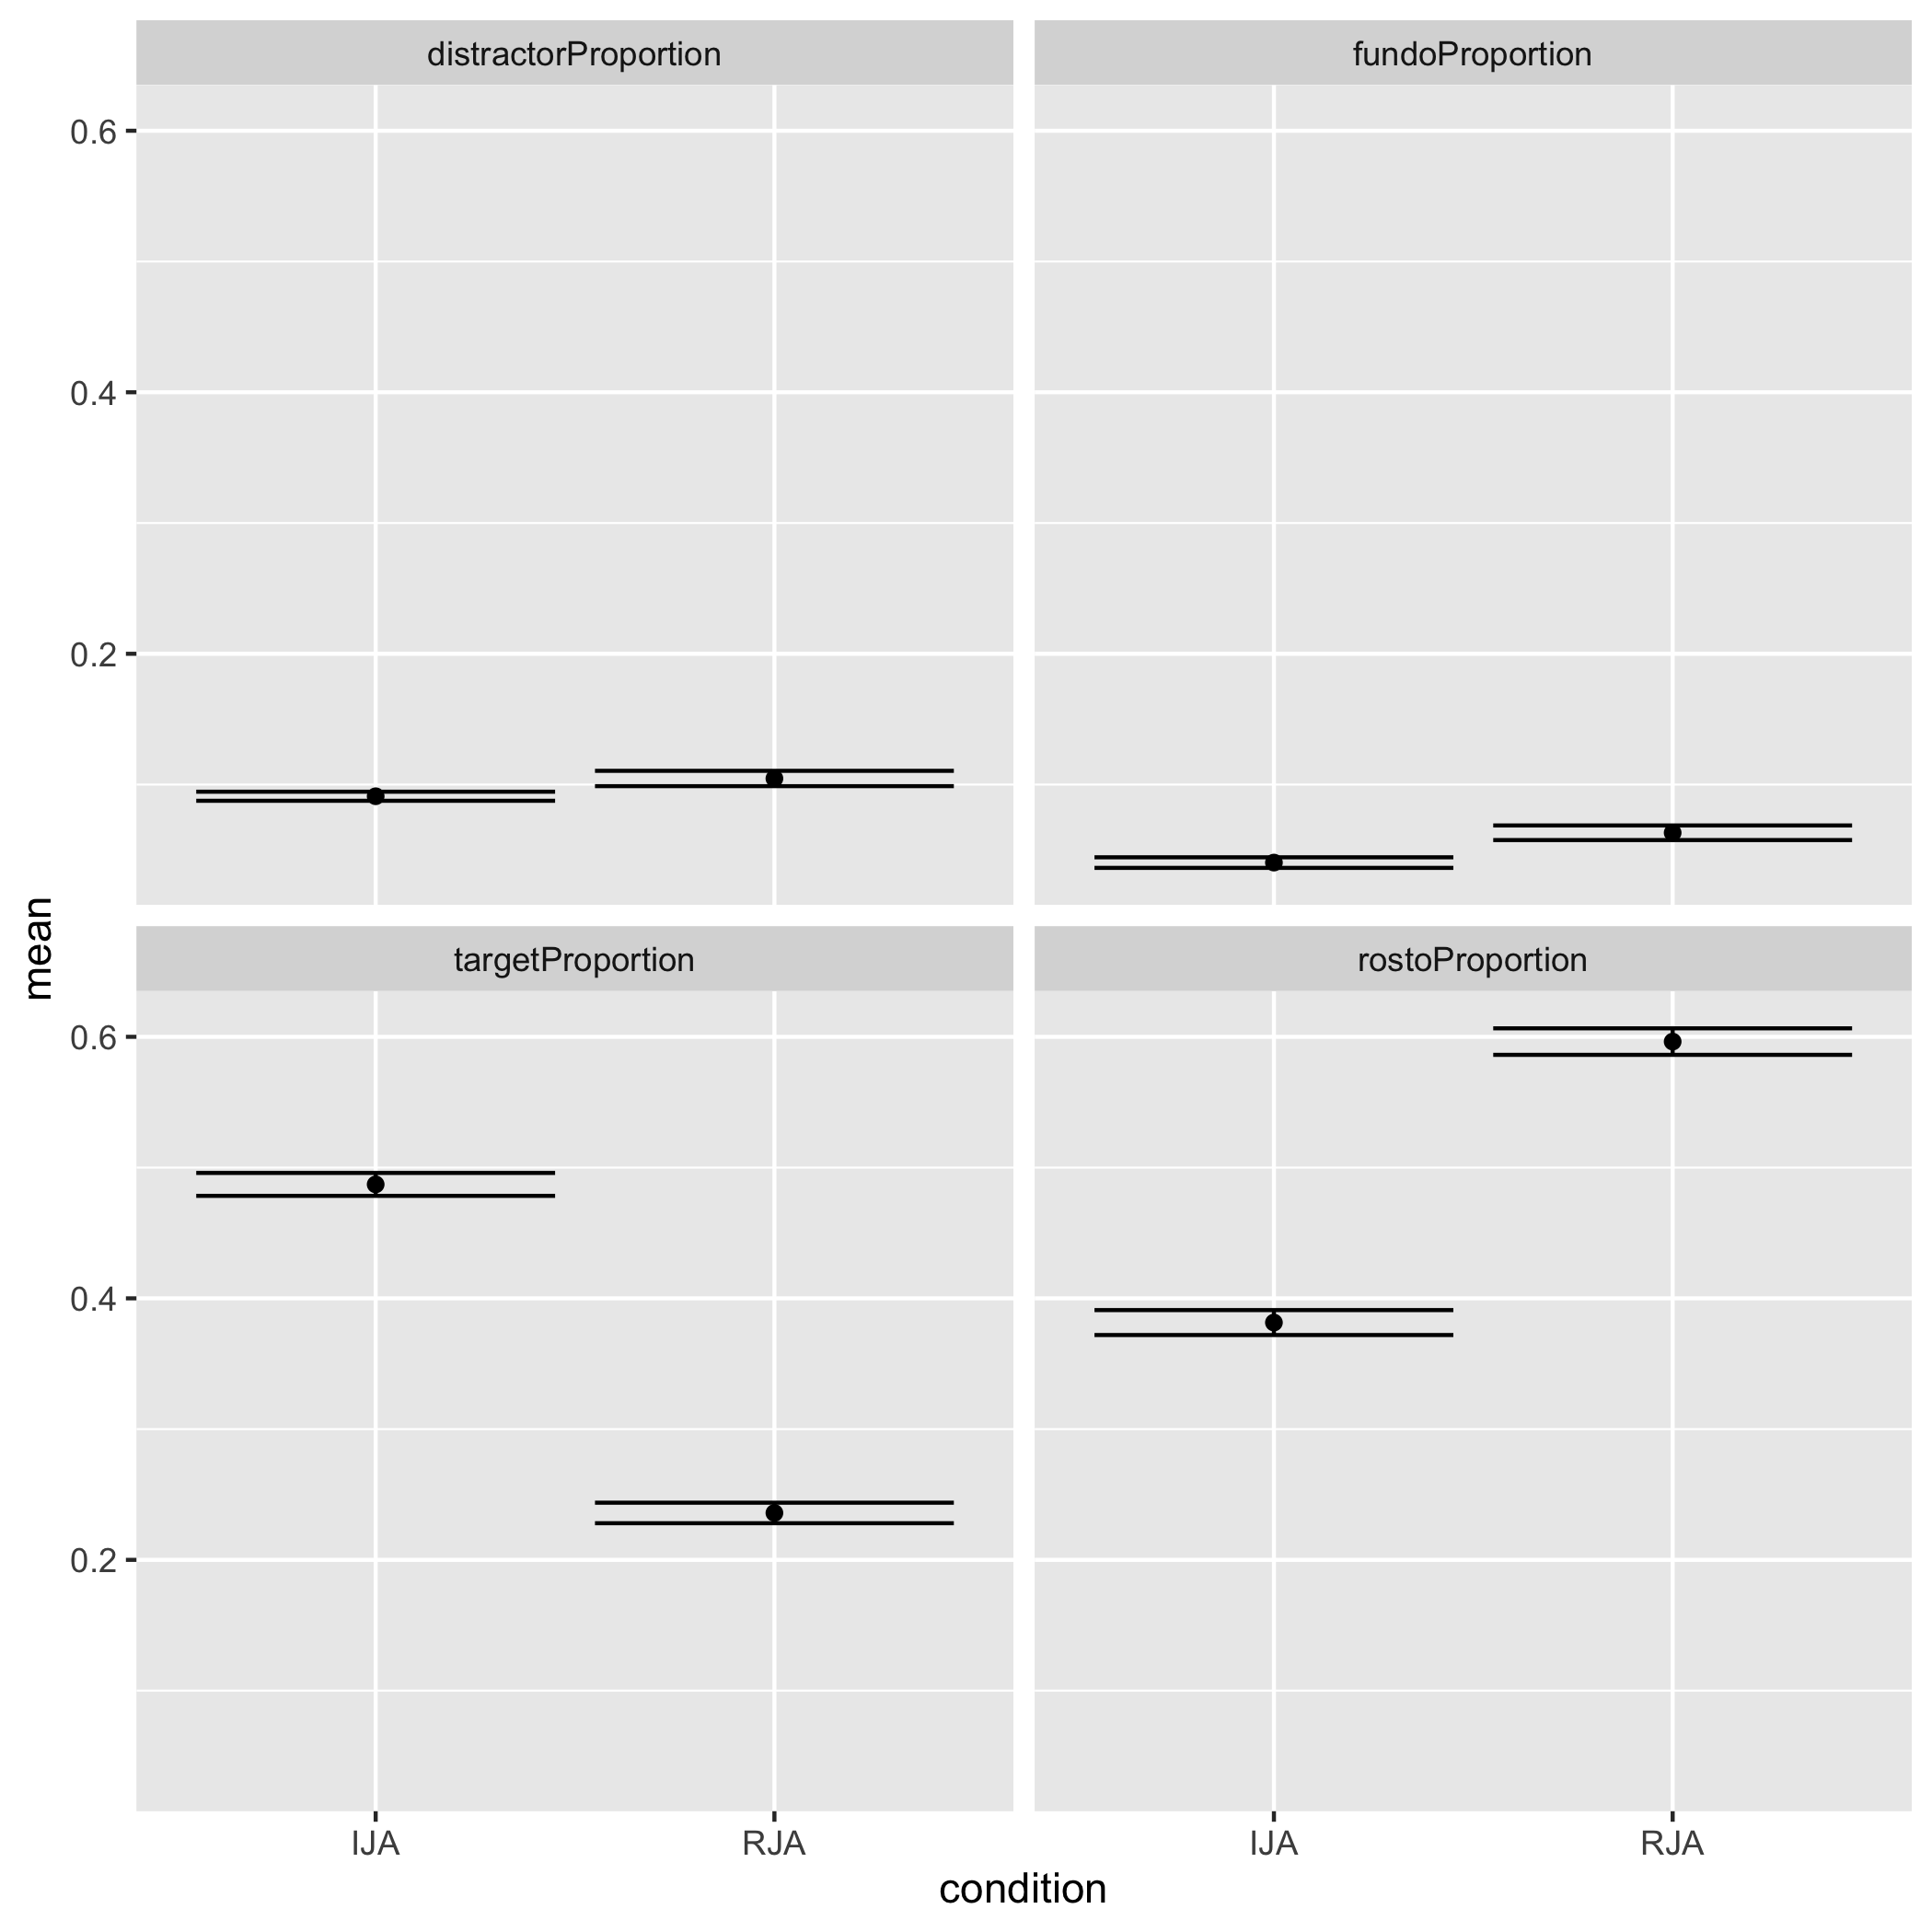 distractorProportion
fundoProportion
0.6
0.4
0.2
mean
targetProportion
rostoProportion
0.6
0.4
0.2
IJA
RJA
IJA
RJA
condition